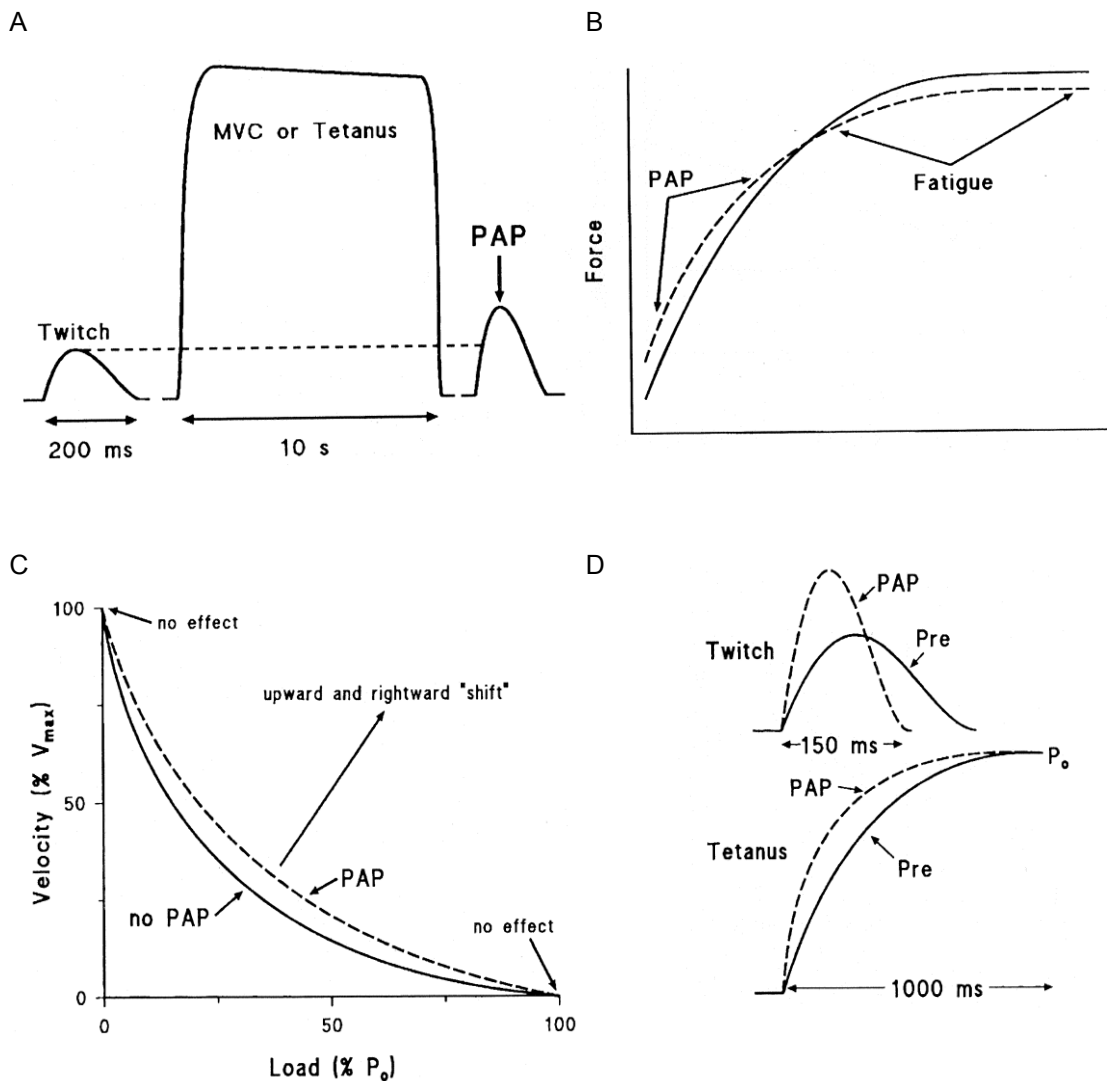 A
MVC or Tetanus
PAP
Twitch
200 ms
10 s
B
Force
PAP
Fatigue
C
100
no effect
upward and rightward "shift"
Velocity (% Vmax)
50
PAP
no PAP
no effect
0
0
50
100
Load (% Po)
D
PAP
Pre
Twitch
150 ms
Po
PAP
Tetanus
Pre
1000 ms